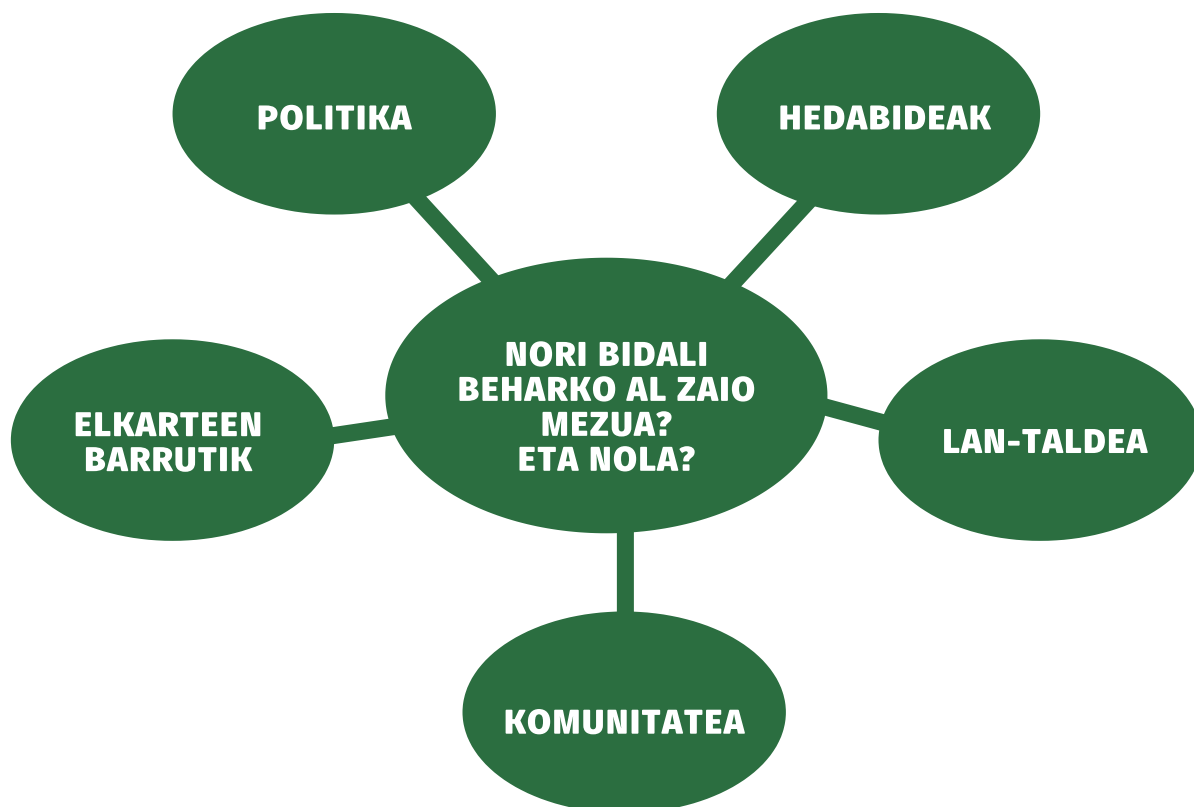 POLITIKA
HEDABIDEAK
NORI BIDALI
BEHARKO AL ZAIO
MEZUA?
ETA NOLA?
ELKARTEEN
BARRUTIK
LAN-TALDEA
KOMUNITATEA